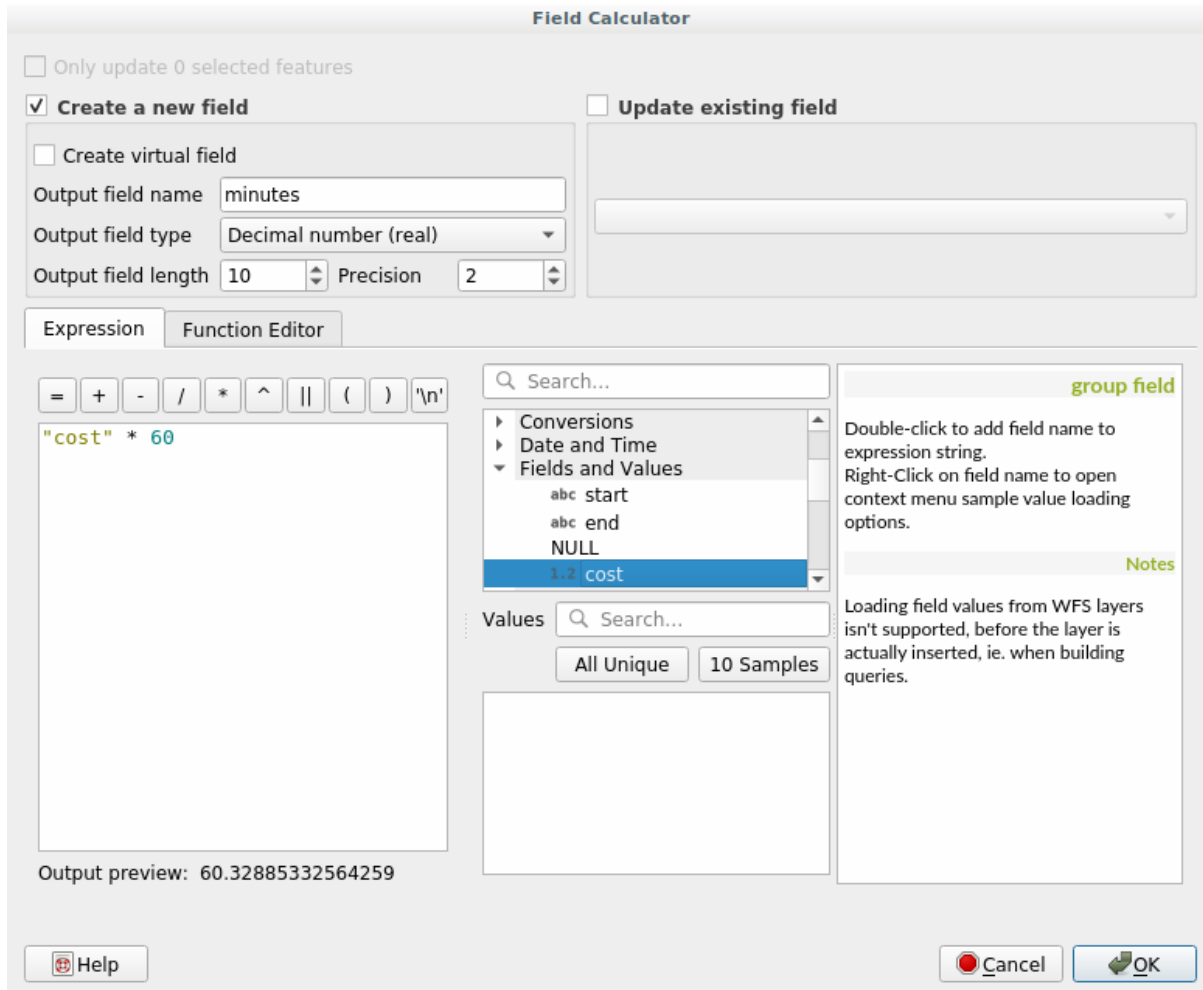 Field Calculator
Only update 0 selected features
Create a new field
Update existing field
Create virtual field
Output field name minutes
Output field type Decimal number (real)
Output field length 10 Precision 2
Expression Function Editor
= + - / * ^ || ( ) '\n'
"cost" * 60
Output preview: 60.32885332564259
Search...
Conversions
Date and Time
Fields and Values
abc start
abc end
NULL
1.2 cost
Values Search...
All Unique 10 Samples
group field
Double-click to add field name to
expression string.
Right-Click on field name to open
context menu sample value loading
options.
Notes
Loading field values from WFS layers
isn't supported, before the layer is
actually inserted, ie. when building
queries.
Help Cancel OK